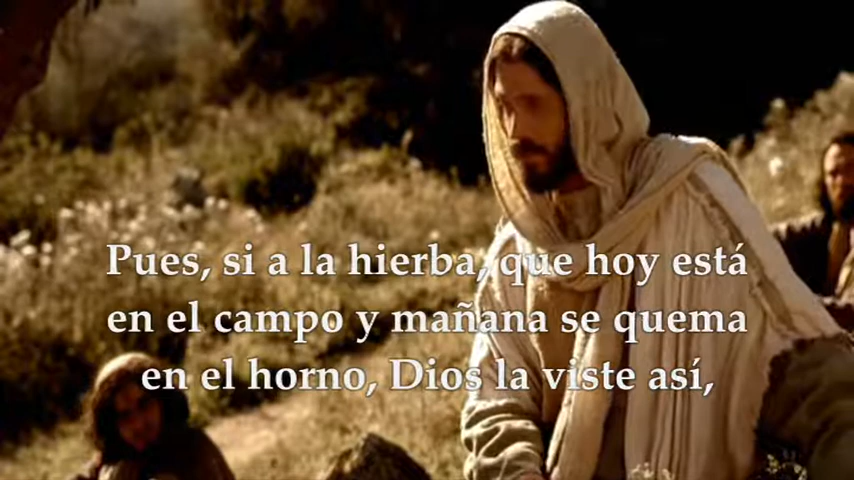 Pues, si a la hierba, que hoy está
en el campo y mañana se quema
en el horno, Dios la viste así,